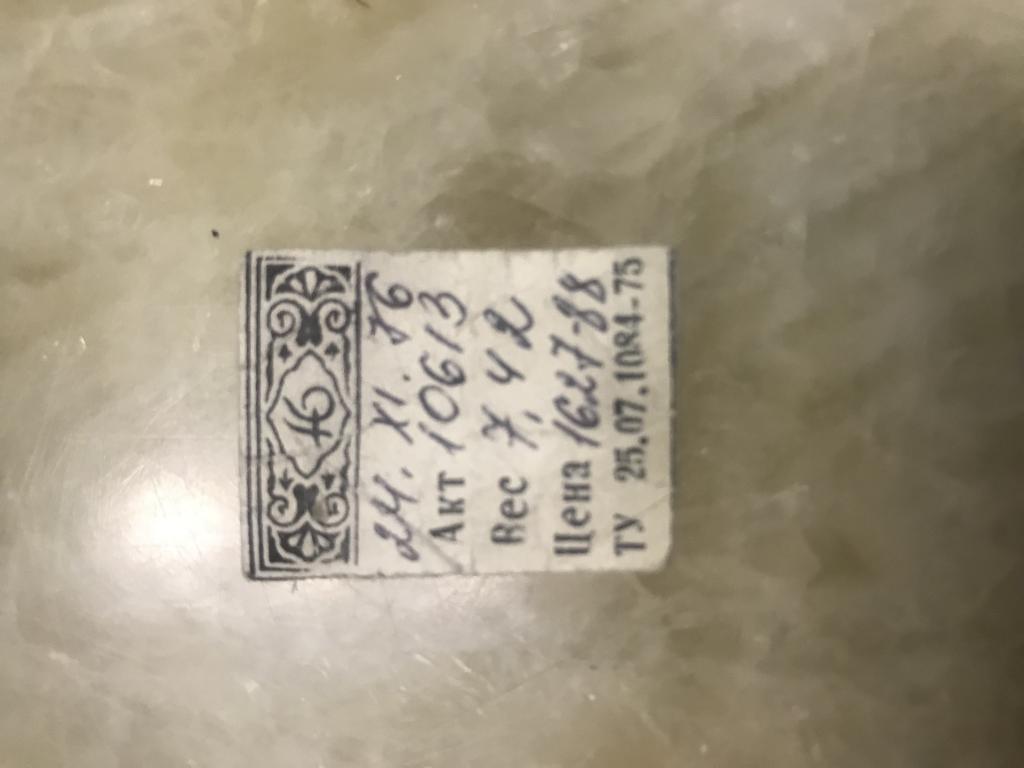 24. XI. 76
Акт 10613
Вес 7,42
Цена 1627-88
ТУ 25.07.1084-75